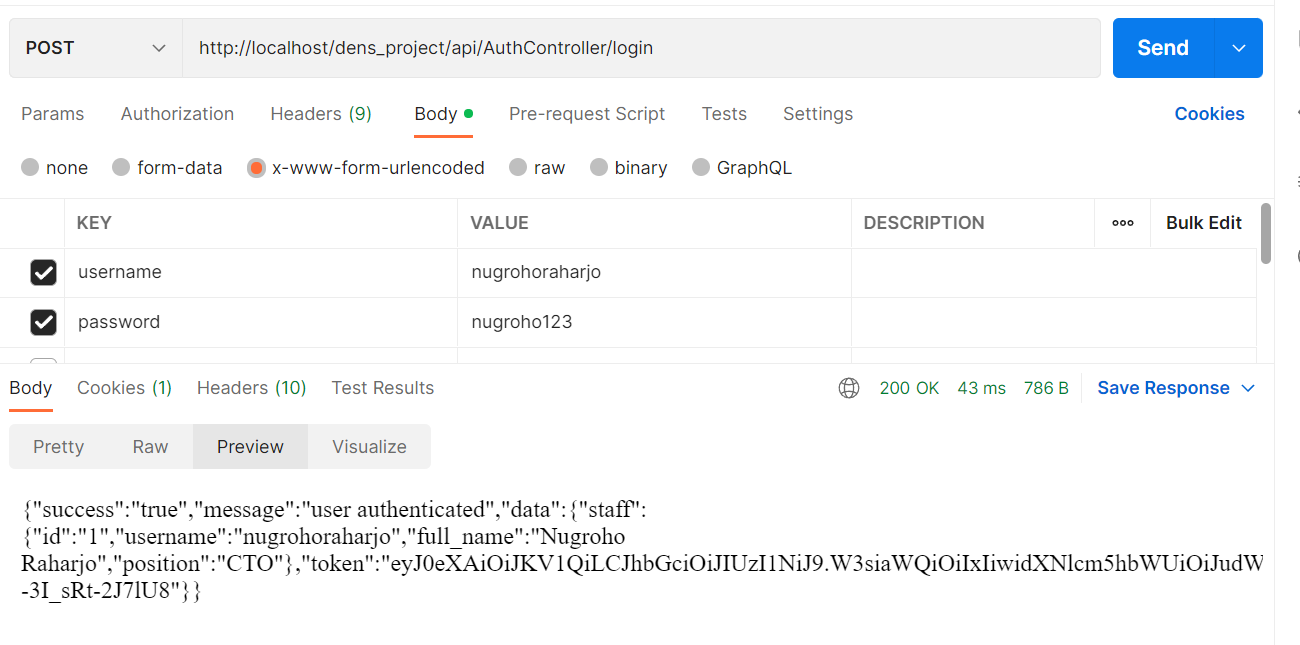 POST http://localhost/dens_project/api/AuthController/login Send
Params Authorization Headers (9) Body Pre-request Script Tests Settings Cookies
none form-data x-www-form-urlencoded raw binary GraphQL
KEY VALUE DESCRIPTION ooo Bulk Edit
username nugrohoraharjo
password nugroho123
Body Cookies (1) Headers (10) Test Results 200 OK 43 ms 786 B Save Response
Pretty Raw Preview Visualize
{"success":"true","message":"user authenticated","data":{"staff":
{"id":"1","username":"nugrohoraharjo","full_name":"Nugroho
Raharjo","position":"CTO"},"token":"eyJ0eXAiOiJKV1QiLCJhbGciOiJIUzI1NiJ9.W3siaWQiOiIxIiwidXNlcm5hbWUiOiJudW
-3I_sRt-2J7lU8"}}